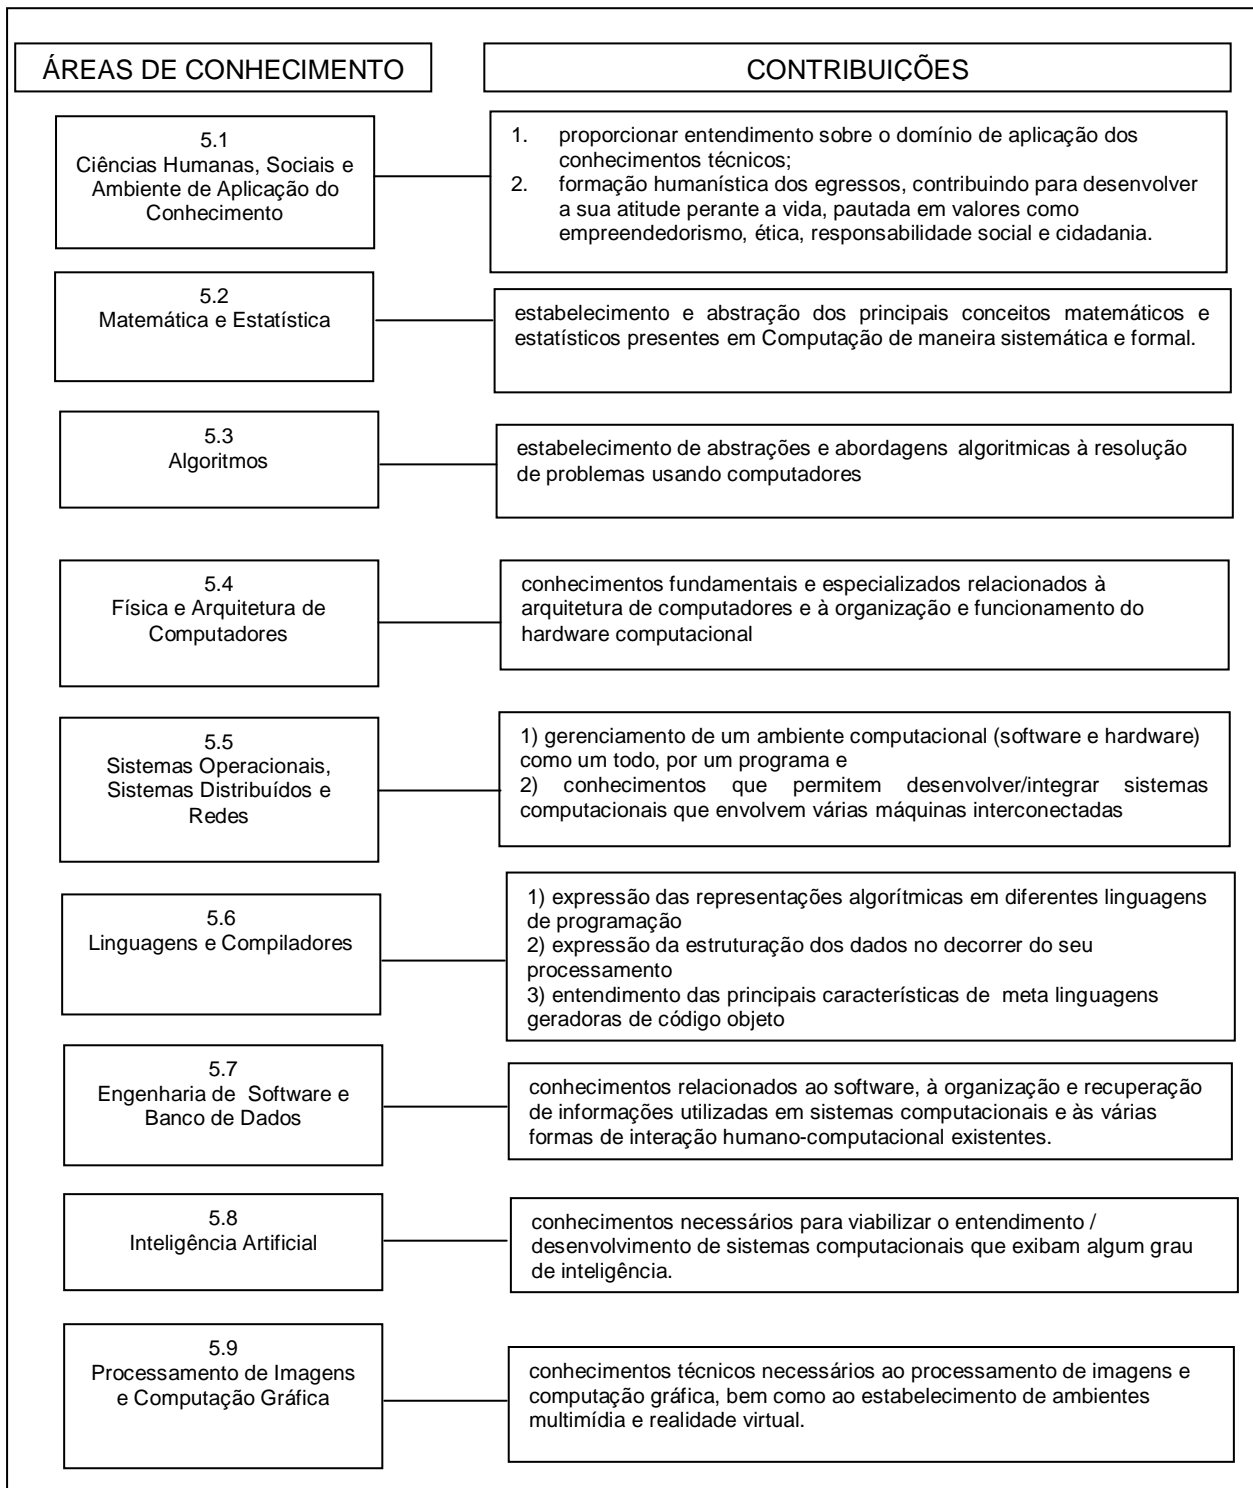 ÁREAS DE CONHECIMENTO
CONTRIBUIÇÕES
5.1
Ciências Humanas, Sociais e
Ambiente de Aplicação do
Conhecimento
1. proporcionar entendimento sobre o domínio de aplicação dos
conhecimentos técnicos;
2. formação humanística dos egressos, contribuindo para desenvolver
a sua atitude perante a vida, pautada em valores como
empreendedorismo, ética, responsabilidade social e cidadania.
5.2
Matemática e Estatística
estabelecimento e abstração dos principais conceitos matemáticos e
estatísticos presentes em Computação de maneira sistemática e formal.
5.3
Algoritmos
estabelecimento de abstrações e abordagens algoritmicas à resolução
de problemas usando computadores
5.4
Física e Arquitetura de
Computadores
conhecimentos fundamentais e especializados relacionados à
arquitetura de computadores e à organização e funcionamento do
hardware computacional
5.5
Sistemas Operacionais,
Sistemas Distribuídos e
Redes
1) gerenciamento de um ambiente computacional (software e hardware)
como um todo, por um programa e
2) conhecimentos que permitem desenvolver/integrar sistemas
computacionais que envolvem várias máquinas interconectadas
5.6
Linguagens e Compiladores
1) expressão das representações algorítmicas em diferentes linguagens
de programação
2) expressão da estruturação dos dados no decorrer do seu
processamento
3) entendimento das principais características de meta linguagens
geradoras de código objeto
5.7
Engenharia de Software e
Banco de Dados
conhecimentos relacionados ao software, à organização e recuperação
de informações utilizadas em sistemas computacionais e às várias
formas de interação humano-computacional existentes.
5.8
Inteligência Artificial
conhecimentos necessários para viabilizar o entendimento /
desenvolvimento de sistemas computacionais que exibam algum grau
de inteligência.
5.9
Processamento de Imagens
e Computação Gráfica
conhecimentos técnicos necessários ao processamento de imagens e
computação gráfica, bem como ao estabelecimento de ambientes
multimídia e realidade virtual.